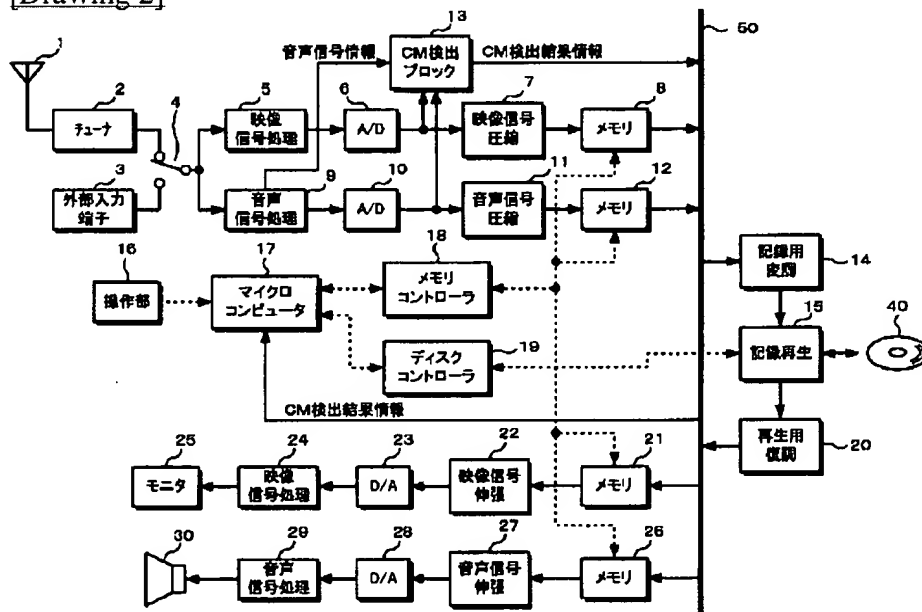 [Drawing 2]
13
50
1
音声信号情報
CM検出
ブロック
CM検出結果情報
2
4
5
6
7
8
チューナ
映像
信号処理
A/D
映像信号
圧縮
メモリ
3
9
10
11
12
外部入力
端子
音声
信号処理
A/D
音声信号
圧縮
メモリ
16
17
18
操作部
マイクロ
コンピュータ
メモリ
コントローラ
記録用
変調
14
15
40
19
ディスク
コントローラ
記録再生
CM検出結果情報
再生用
復調
20
25
24
23
22
21
モニタ
映像
信号処理
D/A
映像信号
伸張
メモリ
30
29
28
27
26
音声
信号処理
D/A
音声信号
伸張
メモリ